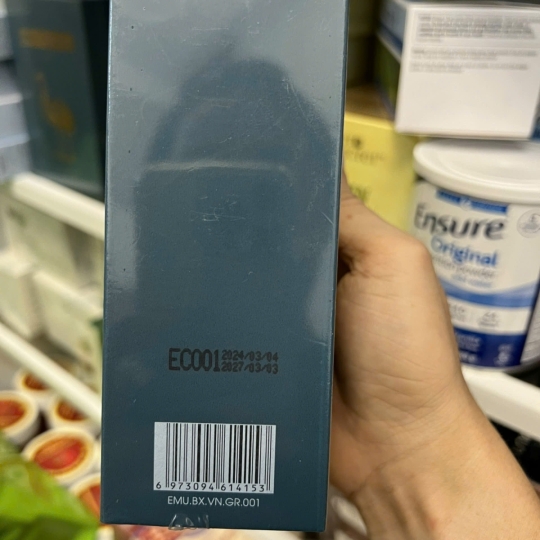 Ensure
Original
EC001
2024/03/04
2027/03/03
6 973094 614153
EMU.BX.VN.GR.001